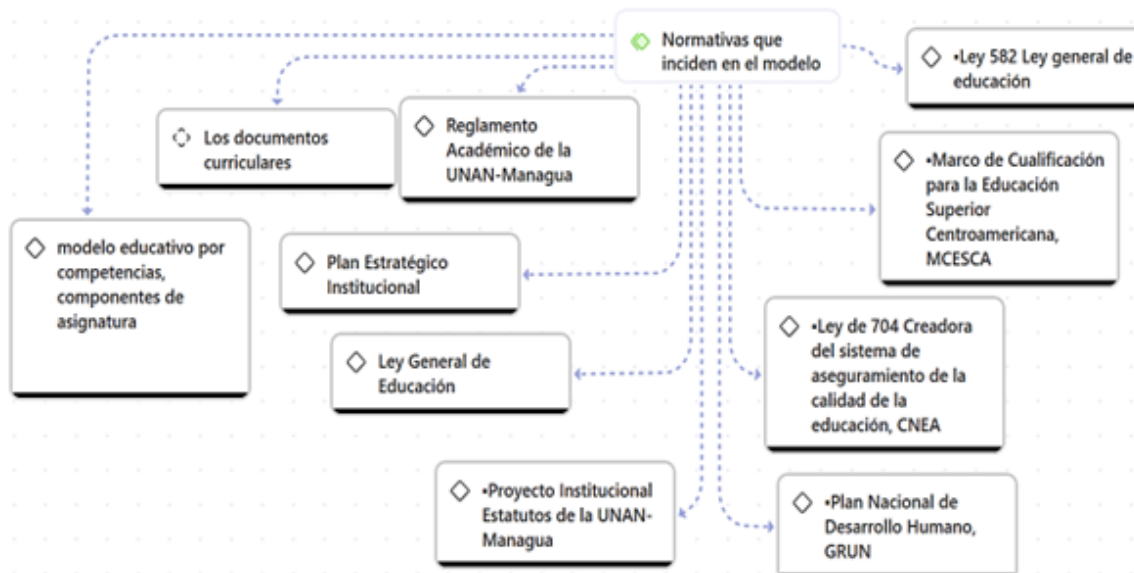 Normativas que
inciden en el modelo
•Ley 582 Ley general de
educación
Los documentos
curriculares
Reglamento
Académico de la
UNAN-Managua
•Marco de Cualificación
para la Educación
Superior
Centroamericana,
MCESCA
modelo educativo por
competencias,
componentes de
asignatura
Plan Estratégico
Institucional
•Ley de 704 Creadora
del sistema de
aseguramiento de la
calidad de la
educación, CNEA
Ley General de
Educación
•Proyecto Institucional
Estatutos de la UNAN-
Managua
•Plan Nacional de
Desarrollo Humano,
GRUN